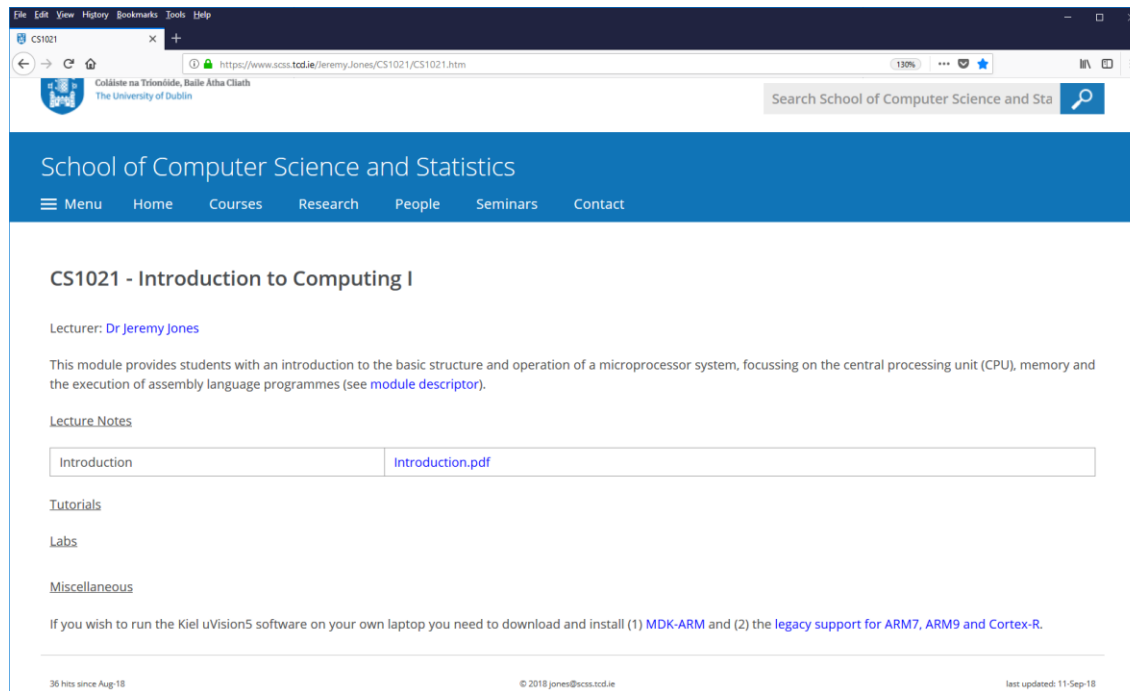 File Edit View History Bookmarks Tools Help
CS1021
https://www.scss.tcd.ie/Jeremy.Jones/CS1021/CS1021.htm 130%
Coláiste na Tríonóide, Baile Átha Cliath
The University of Dublin
Search School of Computer Science and Sta
School of Computer Science and Statistics
Menu Home Courses Research People Seminars Contact
CS1021 - Introduction to Computing I
Lecturer: Dr Jeremy Jones
This module provides students with an introduction to the basic structure and operation of a microprocessor system, focussing on the central processing unit (CPU), memory and
the execution of assembly language programmes (see module descriptor).
Lecture Notes
Introduction Introduction.pdf
Tutorials
Labs
Miscellaneous
If you wish to run the Kiel uVision5 software on your own laptop you need to download and install (1) MDK-ARM and (2) the legacy support for ARM7, ARM9 and Cortex-R.
36 hits since Aug-18 © 2018 jones@scss.tcd.ie last updated: 11-Sep-18